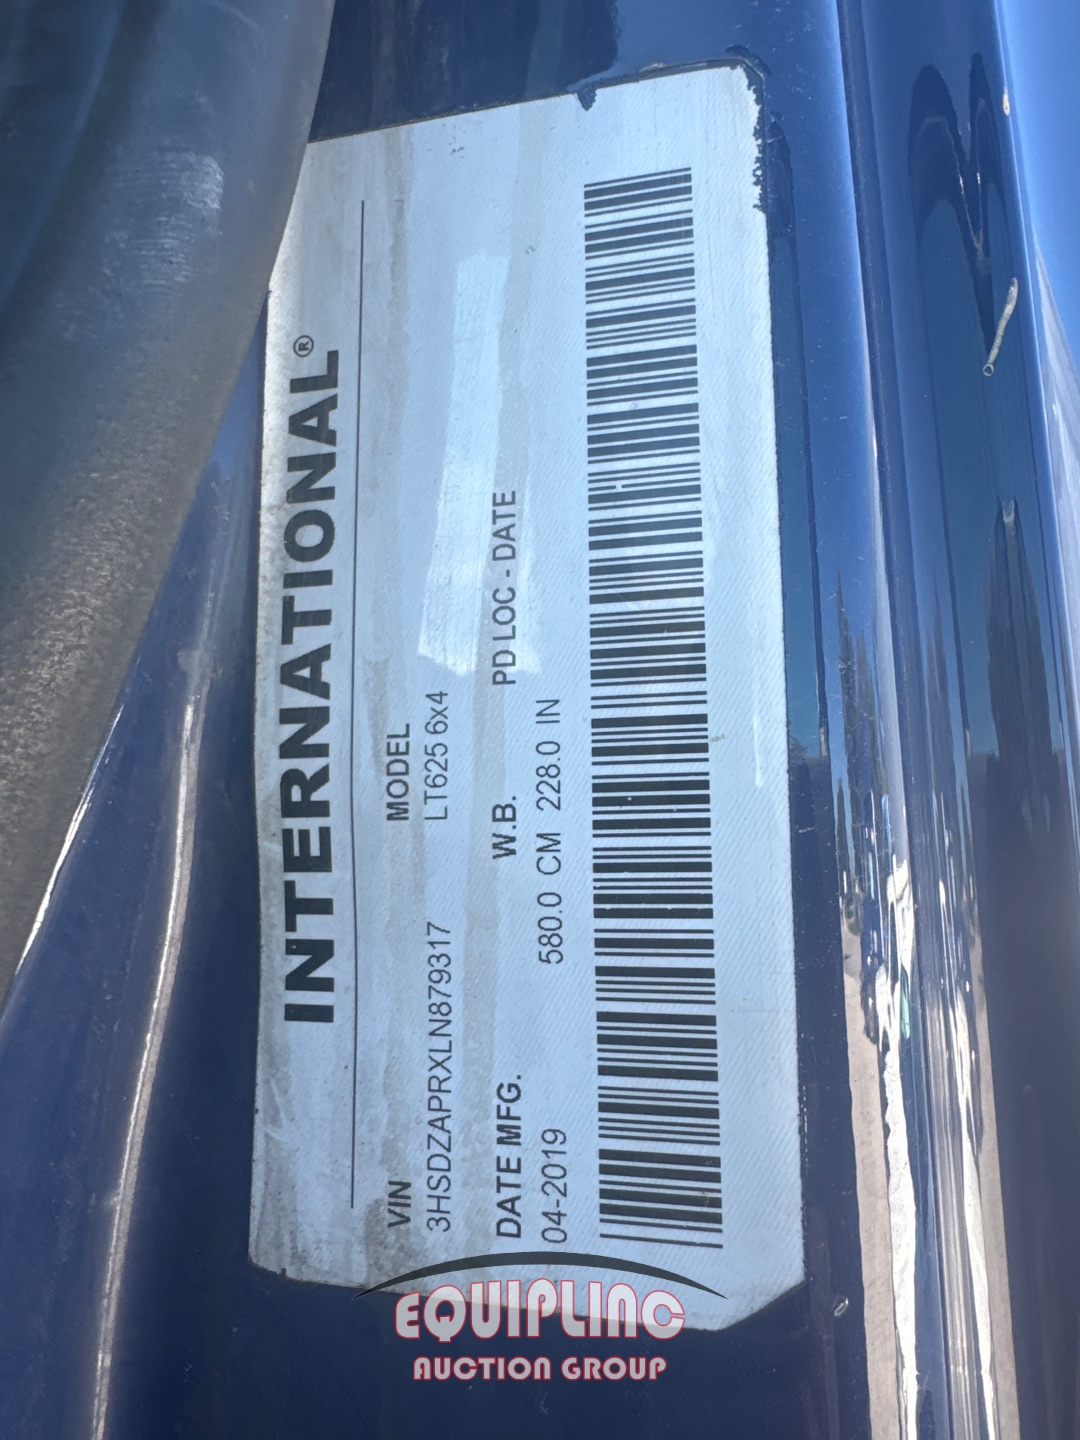 INTERNATIONAL®
VIN MODEL
3HSDZAPRXLN879317 LT625 6x4
DATE MFG. W.B. PD LOC - DATE
04-2019 580.0 CM 228.0 IN
EQUIPLINC
AUCTION GROUP